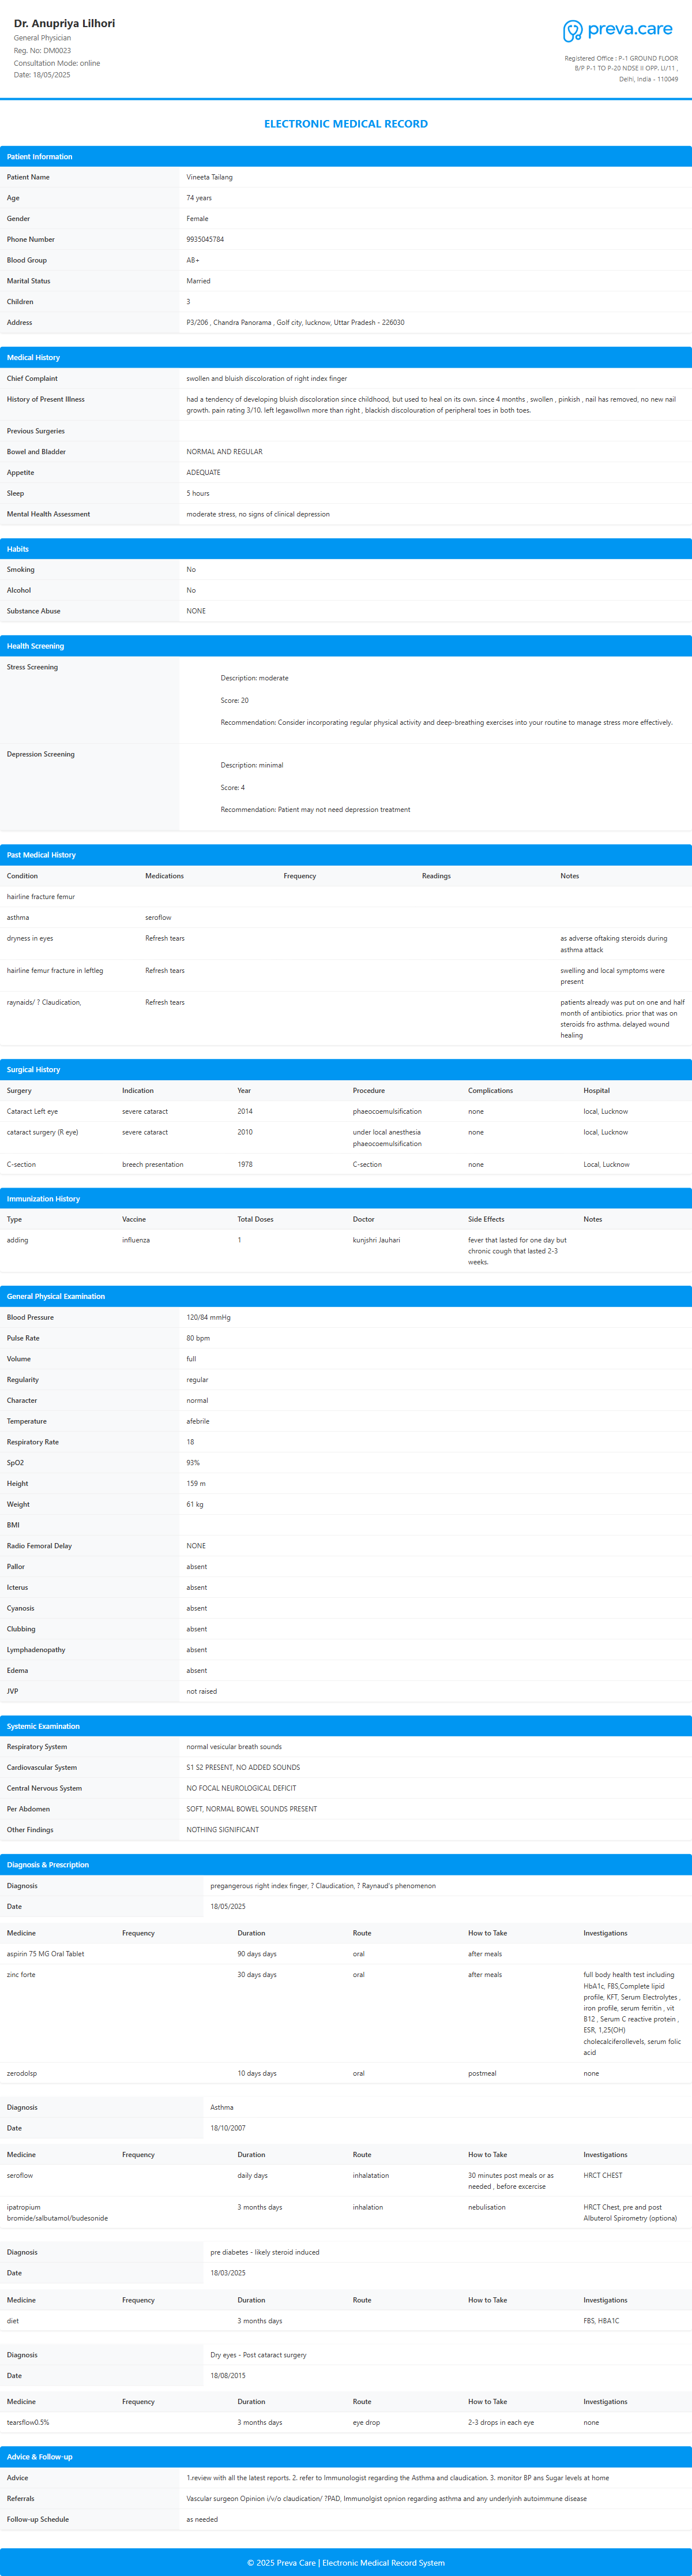 Dr. Anupriya Lilhori
General Physician
Reg. No: DM0023
Consultation Mode: online
Date: 18/05/2025
preva.care
Registered Office : P-1 GROUND FLOOR
B/P P-1 TO P-20 NDSE II OPP. LI/11 ,
Delhi, India - 110049
ELECTRONIC MEDICAL RECORD
Patient Information
Patient Name Vineeta Tailang
Age 74 years
Gender Female
Phone Number 9935045784
Blood Group AB+
Marital Status Married
Children 3
Address P3/206 , Chandra Panorama , Golf city, lucknow, Uttar Pradesh - 226030
Medical History
Chief Complaint swollen and bluish discoloration of right index finger
History of Present Illness had a tendency of developing bluish discoloration since childhood, but used to heal on its own. since 4 months , swollen , pinkish , nail has removed, no new nail
growth. pain rating 3/10. left legawollwn more than right , blackish discolouration of peripheral toes in both toes.
Previous Surgeries
Bowel and Bladder NORMAL AND REGULAR
Appetite ADEQUATE
Sleep 5 hours
Mental Health Assessment moderate stress, no signs of clinical depression
Habits
Smoking No
Alcohol No
Substance Abuse NONE
Health Screening
Stress Screening
Description: moderate
Score: 20
Recommendation: Consider incorporating regular physical activity and deep-breathing exercises into your routine to manage stress more effectively.
Depression Screening
Description: minimal
Score: 4
Recommendation: Patient may not need depression treatment
Past Medical History
Condition Medications Frequency Readings Notes
hairline fracture femur
asthma seroflow
dryness in eyes Refresh tears as adverse oftaking steroids during
asthma attack
hairline femur fracture in leftleg Refresh tears swelling and local symptoms were
present
raynaids/ ? Claudication, Refresh tears patients already was put on one and half
month of antibiotics. prior that was on
steroids fro asthma. delayed wound
healing
Surgical History
Surgery Indication Year Procedure Complications Hospital
Cataract Left eye severe cataract 2014 phaeocoemulsification none local, Lucknow
cataract surgery (R eye) severe cataract 2010 under local anesthesia none local, Lucknow
phaeocoemulsification
C-section breech presentation 1978 C-section none Local, Lucknow
Immunization History
Type Vaccine Total Doses Doctor Side Effects Notes
adding influenza 1 kunjshri Jauhari fever that lasted for one day but
chronic cough that lasted 2-3
weeks.
General Physical Examination
Blood Pressure 120/84 mmHg
Pulse Rate 80 bpm
Volume full
Regularity regular
Character normal
Temperature afebrile
Respiratory Rate 18
SpO2 93%
Height 159 m
Weight 61 kg
BMI
Radio Femoral Delay NONE
Pallor absent
Icterus absent
Cyanosis absent
Clubbing absent
Lymphadenopathy absent
Edema absent
JVP not raised
Systemic Examination
Respiratory System normal vesicular breath sounds
Cardiovascular System S1 S2 PRESENT, NO ADDED SOUNDS
Central Nervous System NO FOCAL NEUROLOGICAL DEFICIT
Per Abdomen SOFT, NORMAL BOWEL SOUNDS PRESENT
Other Findings NOTHING SIGNIFICANT
Diagnosis & Prescription
Diagnosis pregangerous right index finger, ? Claudication, ? Raynaud's phenomenon
Date 18/05/2025
Medicine Frequency Duration Route How to Take Investigations
aspirin 75 MG Oral Tablet 90 days days oral after meals
zinc forte 30 days days oral after meals full body health test including
HbA1c, FBS,Complete lipid
profile, KFT, Serum Electrolytes ,
iron profile, serum ferritin , vit
B12 , Serum C reactive protein ,
ESR, 1,25(OH)
cholecalciferollevels, serum folic
acid
zerodolsp 10 days days oral postmeal none
Diagnosis Asthma
Date 18/10/2007
Medicine Frequency Duration Route How to Take Investigations
seroflow daily days inhalatation 30 minutes post meals or as HRCT CHEST
needed , before excercise
ipatropium 3 months days inhalation nebulisation HRCT Chest, pre and post
bromide/salbutamol/budesonide Albuterol Spirometry (optiona)
Diagnosis pre diabetes - likely steroid induced
Date 18/03/2025
Medicine Frequency Duration Route How to Take Investigations
diet 3 months days FBS, HBA1C
Diagnosis Dry eyes - Post cataract surgery
Date 18/08/2015
Medicine Frequency Duration Route How to Take Investigations
tearsflow0.5% 3 months days eye drop 2-3 drops in each eye none
Advice & Follow-up
Advice 1.review with all the latest reports. 2. refer to Immunologist regarding the Asthma and claudication. 3. monitor BP ans Sugar levels at home
Referrals Vascular surgeon Opinion i/v/o claudication/ ?PAD, Immunolgist opnion regarding asthma and any underlyinh autoimmune disease
Follow-up Schedule as needed
© 2025 Preva Care | Electronic Medical Record System